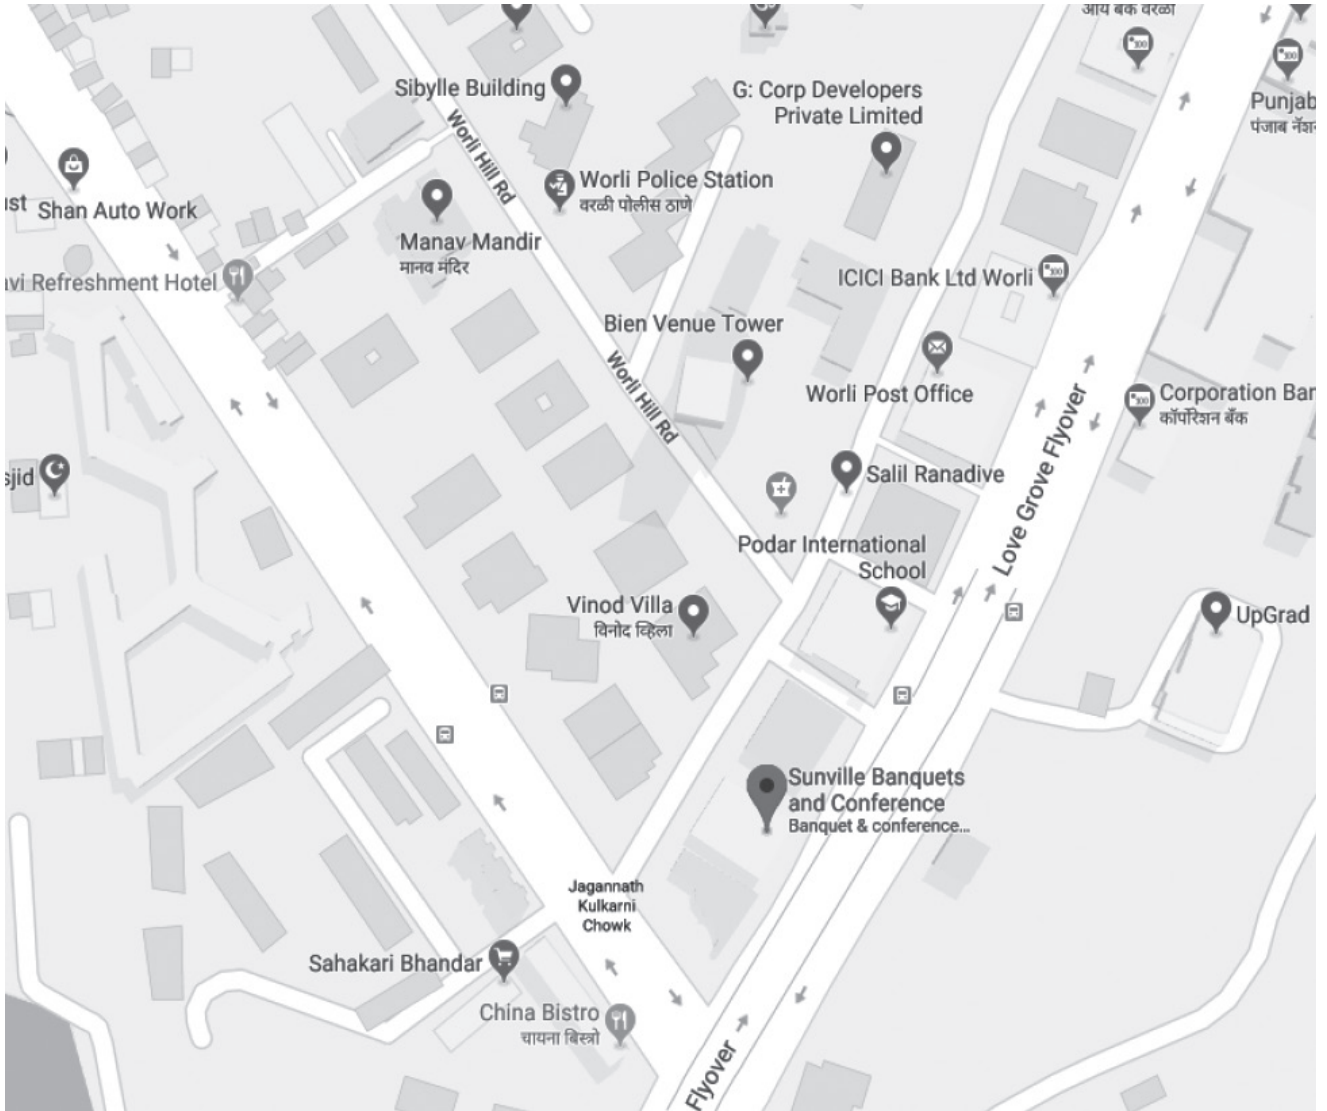 आय बँक वरळी
Sibylle Building
G: Corp Developers
Private Limited
Punjab
पंजाब नॅशन
Worli Hill Rd
Worli Police Station
वरळी पोलीस ठाणे
ust
Shan Auto Work
Manav Mandir
मानव मंदिर
avi Refreshment Hotel
ICICI Bank Ltd Worli
Bien Venue Tower
Worli Hill Rd
Worli Post Office
Corporation Ban
कॉर्पोरेशन बँक
Love Grove Flyover
sjid
Salil Ranadive
Podar International
School
Vinod Villa
विनोद व्हिला
UpGrad
Sunville Banquets
and Conference
Banquet & conference...
Jagannath
Kulkarni
Chowk
Sahakari Bhandar
China Bistro
चायना बिस्त्रो
Flyover